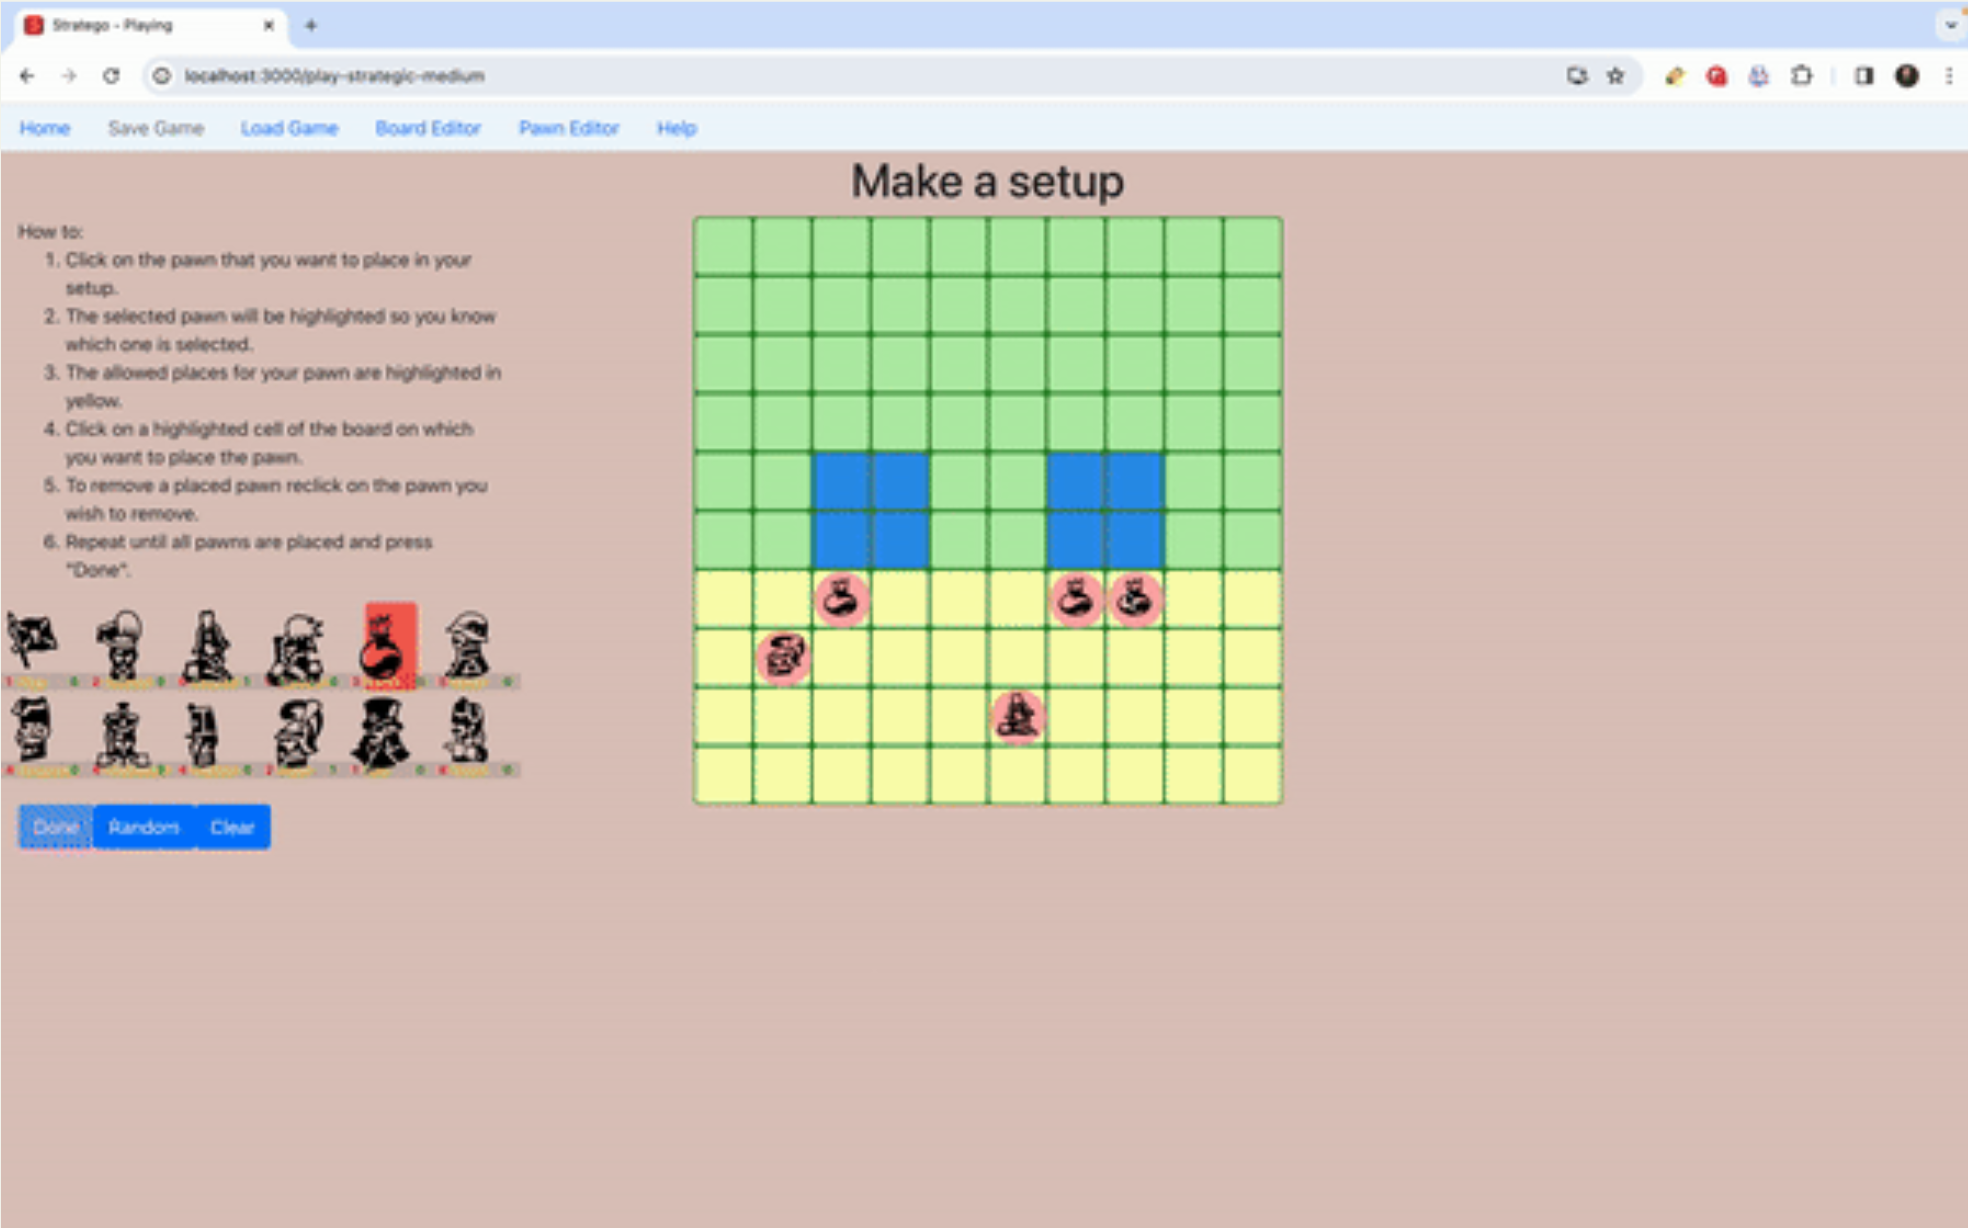 Stratego - Playing
localhost:3000/play-strategic-medium
Home Save Game Load Game Board Editor Pawn Editor Help
Make a setup
How to:
1. Click on the pawn that you want to place in your
setup.
2. The selected pawn will be highlighted so you know
which one is selected.
3. The allowed places for your pawn are highlighted in
yellow.
4. Click on a highlighted cell of the board on which
you want to place the pawn.
5. To remove a placed pawn reclick on the pawn you
wish to remove.
6. Repeat until all pawns are placed and press
"Done".
Done Random Clear